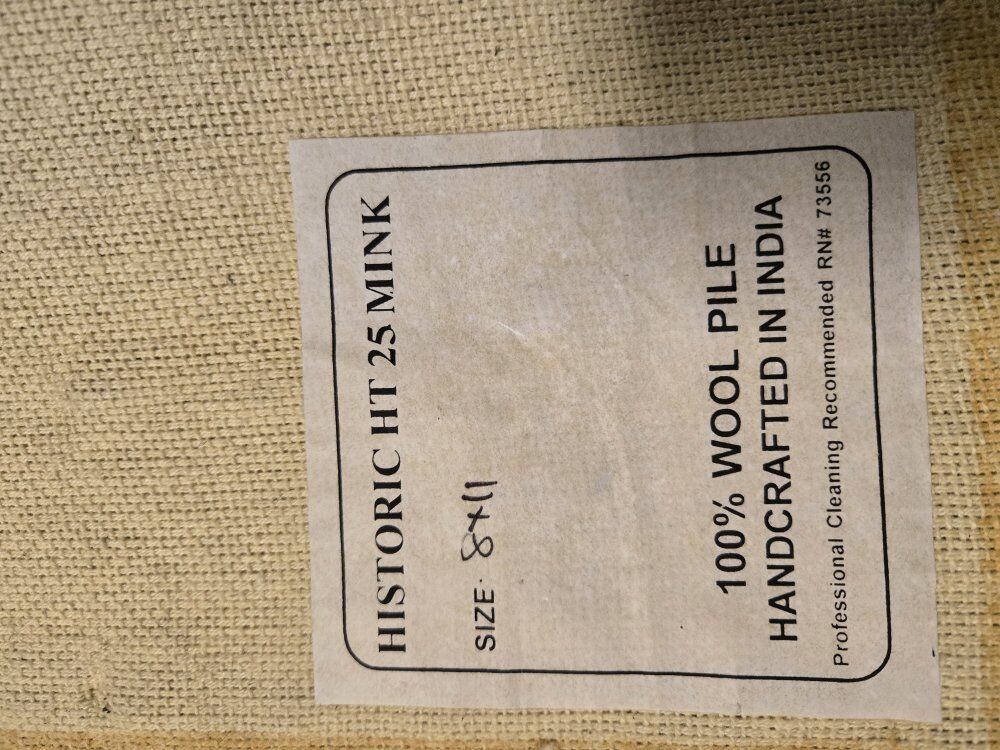 HISTORIC HT 25 MINK
SIZE: 8x11
100% WOOL PILE
HANDCRAFTED IN INDIA
Professional Cleaning Recommended RN# 73556